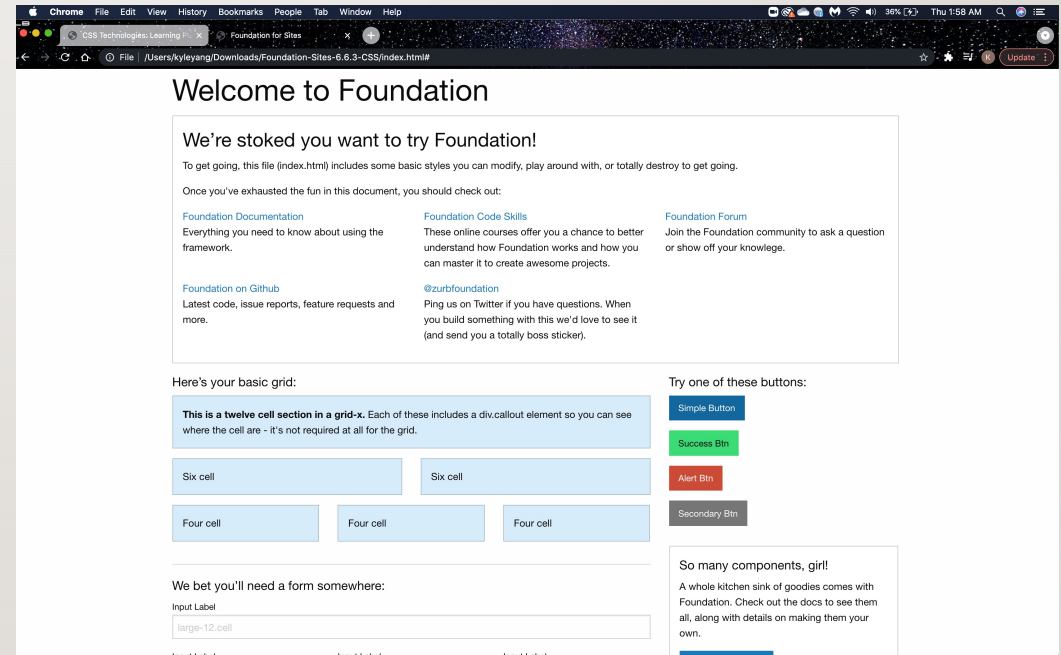 Chrome File Edit View History Bookmarks People Tab Window Help
36% Thu 1:58 AM
CSS Technologies: Learning
Foundation for Sites
File /Users/kyleyang/Downloads/Foundation-Sites-6.6.3-CSS/index.html#
K
Update
Welcome to Foundation
We're stoked you want to try Foundation!
To get going, this file (index.html) includes some basic styles you can modify, play around with, or totally destroy to get going.
Once you've exhausted the fun in this document, you should check out:
Foundation Documentation
Everything you need to know about using the
framework.
Foundation Code Skills
These online courses offer you a chance to better
understand how Foundation works and how you
can master it to create awesome projects.
Foundation Forum
Join the Foundation community to ask a question
or show off your knowlege.
Foundation on Github
Latest code, issue reports, feature requests and
more.
@zurbfoundation
Ping us on Twitter if you have questions. When
you build something with this we'd love to see it
(and send you a totally boss sticker).
Here's your basic grid:
This is a twelve cell section in a grid-x. Each of these includes a div.callout element so you can see
where the cell are - it's not required at all for the grid.
Six cell
Six cell
Four cell
Four cell
Four cell
Try one of these buttons:
Simple Button
Success Btn
Alert Btn
Secondary Btn
We bet you'll need a form somewhere:
Input Label
large-12.cell
So many components, girl!
A whole kitchen sink of goodies comes with
Foundation. Check out the docs to see them
all, along with details on making them your
own.